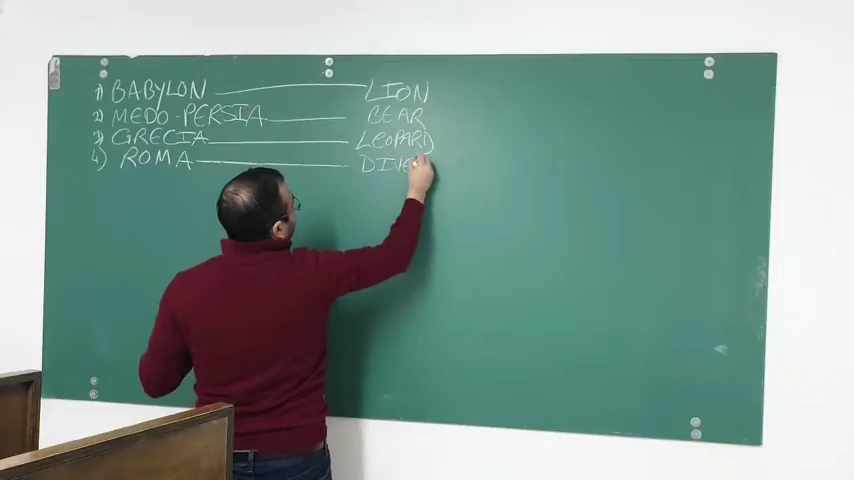 1) BABYLON LION
2) MEDO-PERSIA BEAR
3) GRECIA LEOPARD
4) ROMA DIVE